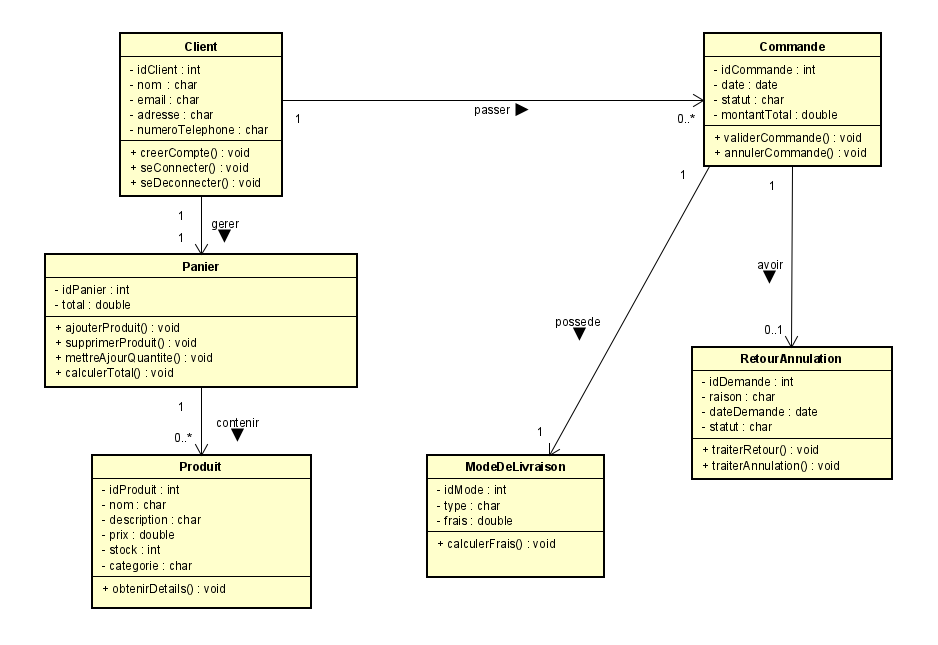 Client
- idClient : int
- nom : char
- email : char
- adresse : char
- numeroTelephone : char
+ creerCompte() : void
+ seConnecter() : void
+ seDeconnecter() : void
1
passer
0..*
Commande
- idCommande : int
- date : date
- statut : char
- montantTotal : double
+ validerCommande() : void
+ annulerCommande() : void
1
gerer
1
Panier
- idPanier : int
- total : double
+ ajouterProduit() : void
+ supprimerProduit() : void
+ mettreAjourQuantite() : void
+ calculerTotal() : void
1
contenir
0..*
Produit
- idProduit : int
- nom : char
- description : char
- prix : double
- stock : int
- categorie : char
+ obtenirDetails() : void
1
possede
1
ModeDeLivraison
- idMode : int
- type : char
- frais : double
+ calculerFrais() : void
1
avoir
0..1
RetourAnnulation
- idDemande : int
- raison : char
- dateDemande : date
- statut : char
+ traiterRetour() : void
+ traiterAnnulation() : void